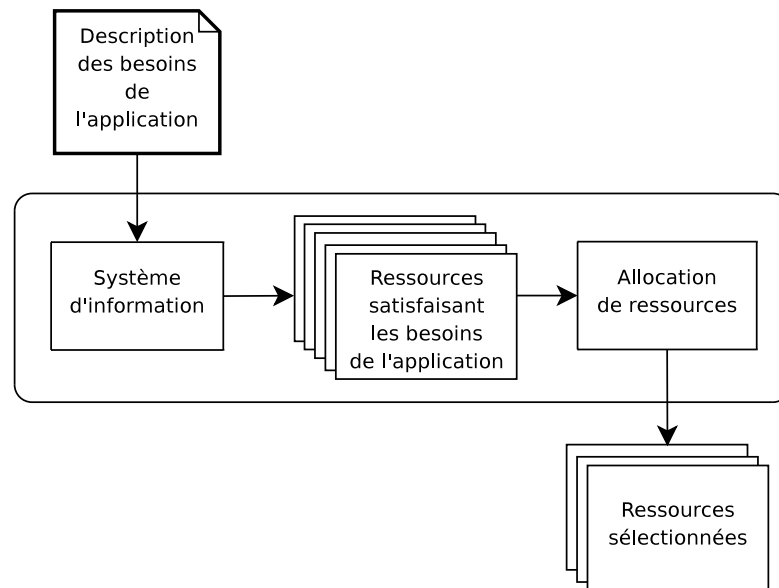 Description
des besoins
de
l'application
Système
d'information
Ressources
satisfaisant
les besoins
de l'application
Allocation
de ressources
Ressources
sélectionnées